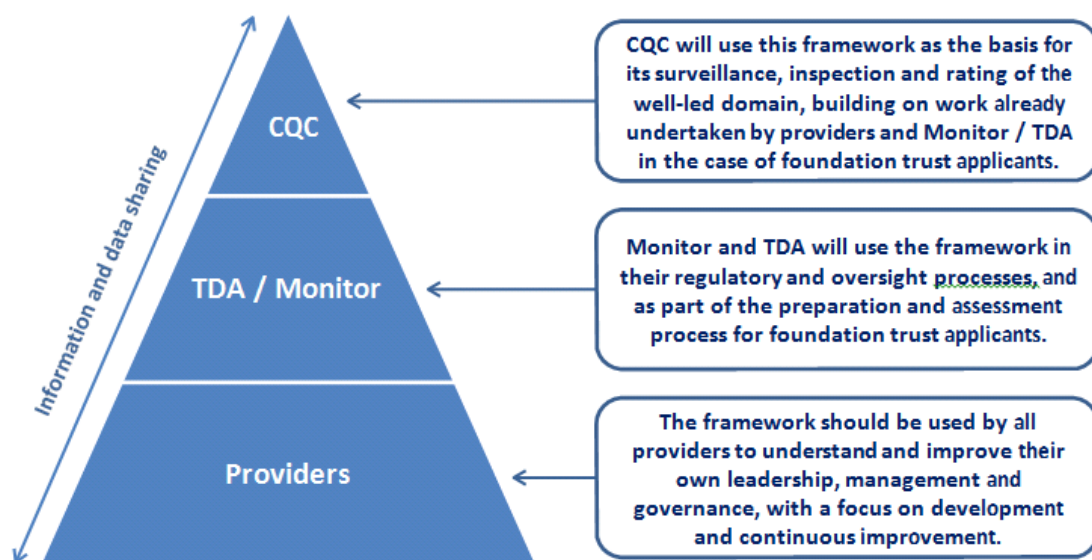 Information and data sharing
CQC
CQC will use this framework as the basis for
its surveillance, inspection and rating of the
well-led domain, building on work already
undertaken by providers and Monitor / TDA
in the case of foundation trust applicants.
TDA / Monitor
Monitor and TDA will use the framework in
their regulatory and oversight processes, and
as part of the preparation and assessment
process for foundation trust applicants.
Providers
The framework should be used by all
providers to understand and improve their
own leadership, management and
governance, with a focus on development
and continuous improvement.